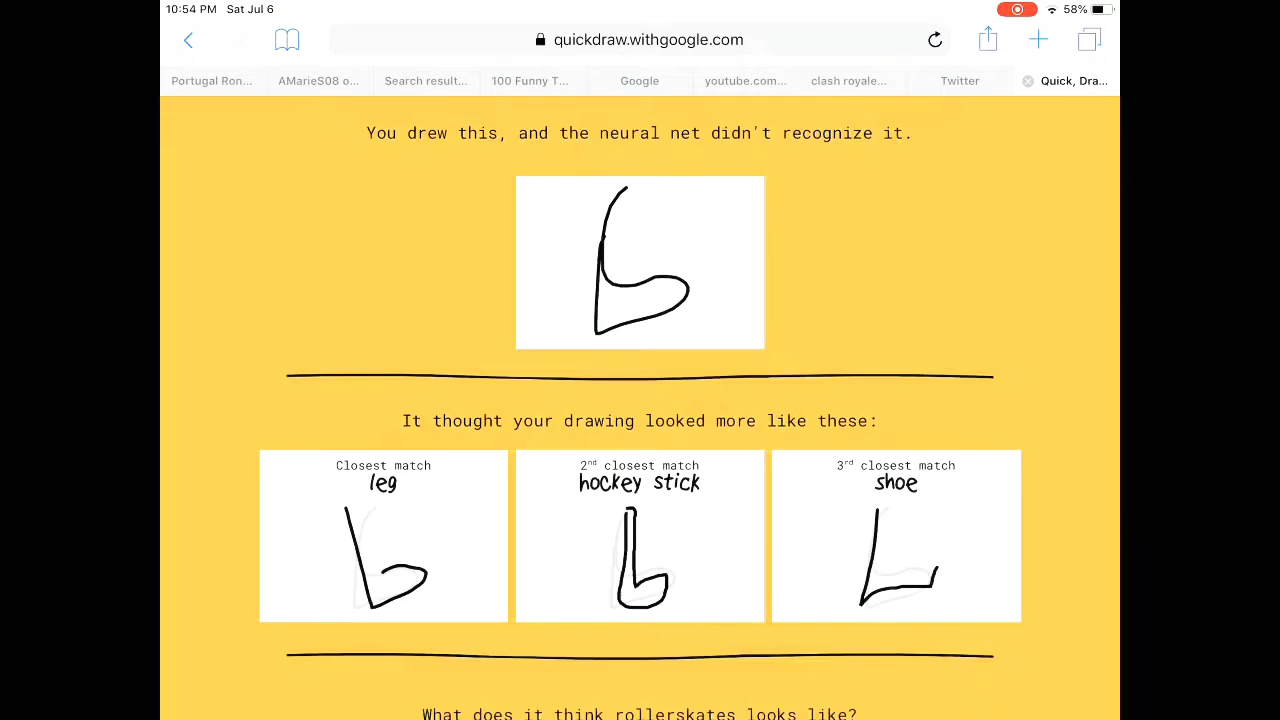 10:54 PM Sat Jul 6 58%
quickdraw.withgoogle.com
Portugal Ron... AMarieS08 o... Search result... 100 Funny T... Google youtube.com... clash royale... Twitter Quick, Dra...
You drew this, and the neural net didn't recognize it.
It thought your drawing looked more like these:
Closest match
leg
2nd closest match
hockey stick
3rd closest match
shoe
What does it think rollerskates looks like?